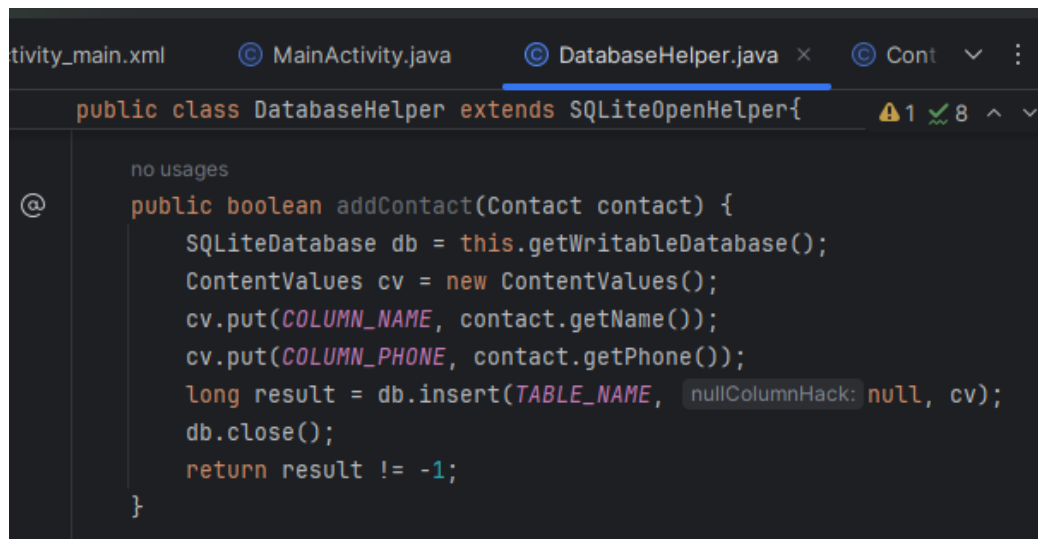 tivity_main.xml MainActivity.java DatabaseHelper.java × Cont
public class DatabaseHelper extends SQLiteOpenHelper{ 1 8
no usages
@ public boolean addContact(Contact contact) {
SQLiteDatabase db = this.getWritableDatabase();
ContentValues cv = new ContentValues();
cv.put(COLUMN_NAME, contact.getName());
cv.put(COLUMN_PHONE, contact.getPhone());
long result = db.insert(TABLE_NAME, nullColumnHack: null, cv);
db.close();
return result != -1;
}